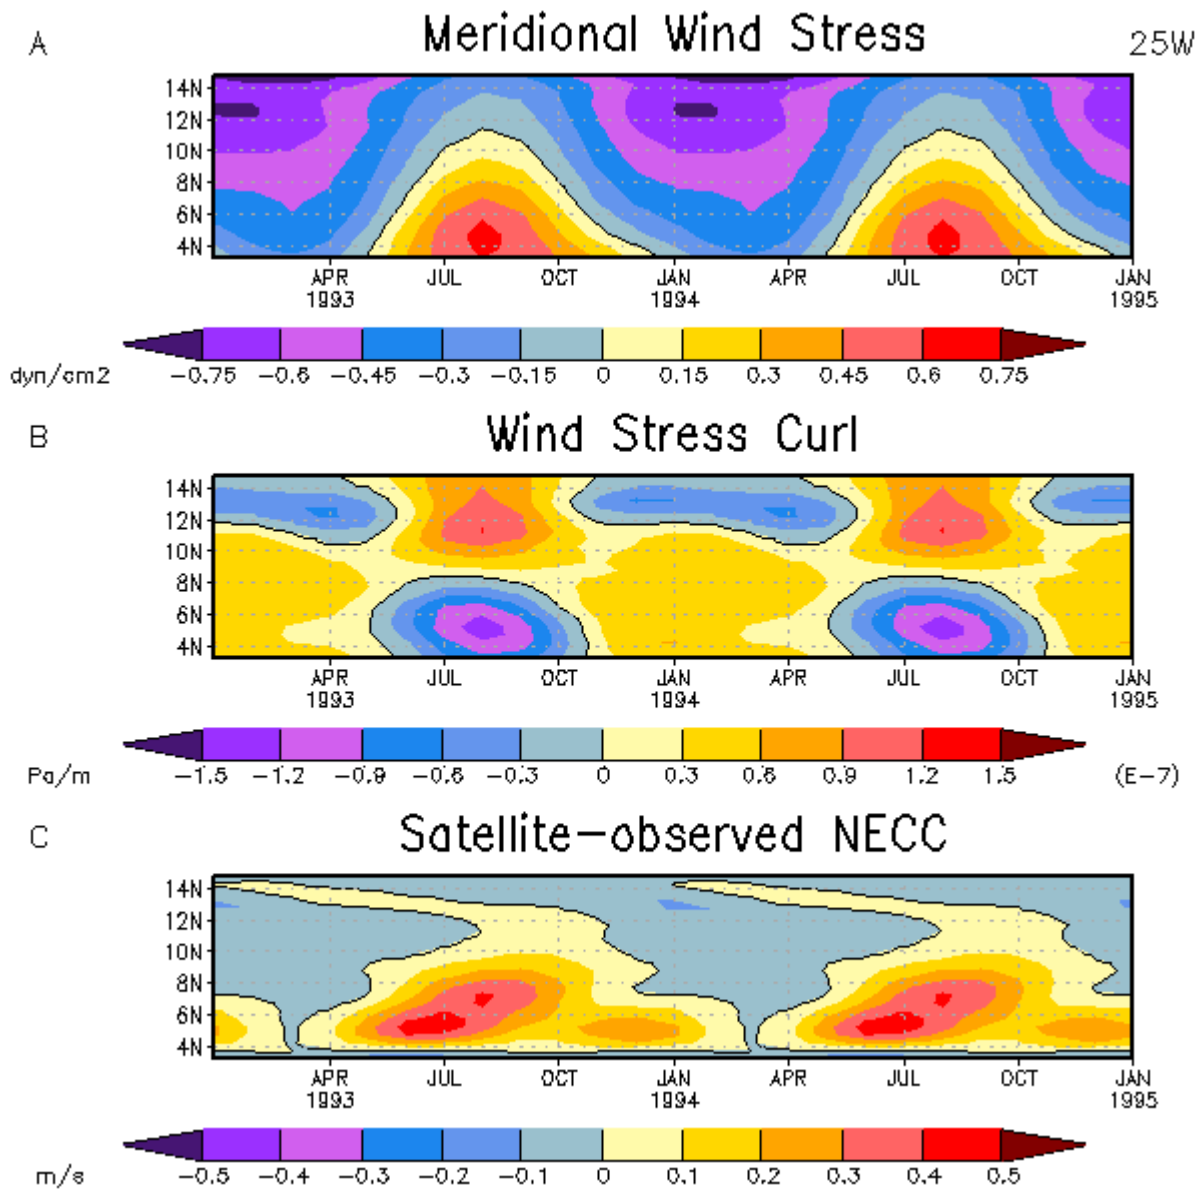 A Meridional Wind Stress 25W
14N
12N
10N
8N
6N
4N
APR JUL OCT JAN APR JUL OCT JAN
1993 1994 1995
dyn/cm2 -0.75 -0.6 -0.45 -0.3 -0.15 0 0.15 0.3 0.45 0.6 0.75
B Wind Stress Curl
14N
12N
10N
8N
6N
4N
APR JUL OCT JAN APR JUL OCT JAN
1993 1994 1995
Pa/m -1.5 -1.2 -0.9 -0.6 -0.3 0 0.3 0.6 0.9 1.2 1.5 (E-7)
C Satellite-observed NECC
14N
12N
10N
8N
6N
4N
APR JUL OCT JAN APR JUL OCT JAN
1993 1994 1995
m/s -0.5 -0.4 -0.3 -0.2 -0.1 0 0.1 0.2 0.3 0.4 0.5